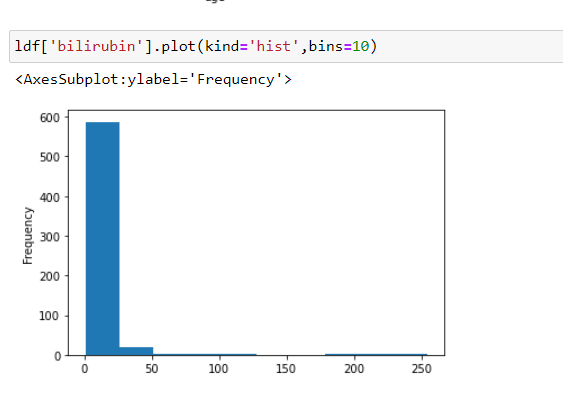 age
ldf['bilirubin'].plot(kind='hist',bins=10)
<AxesSubplot:ylabel='Frequency'>
600
500
400
300
200
100
0
Frequency
0 50 100 150 200 250